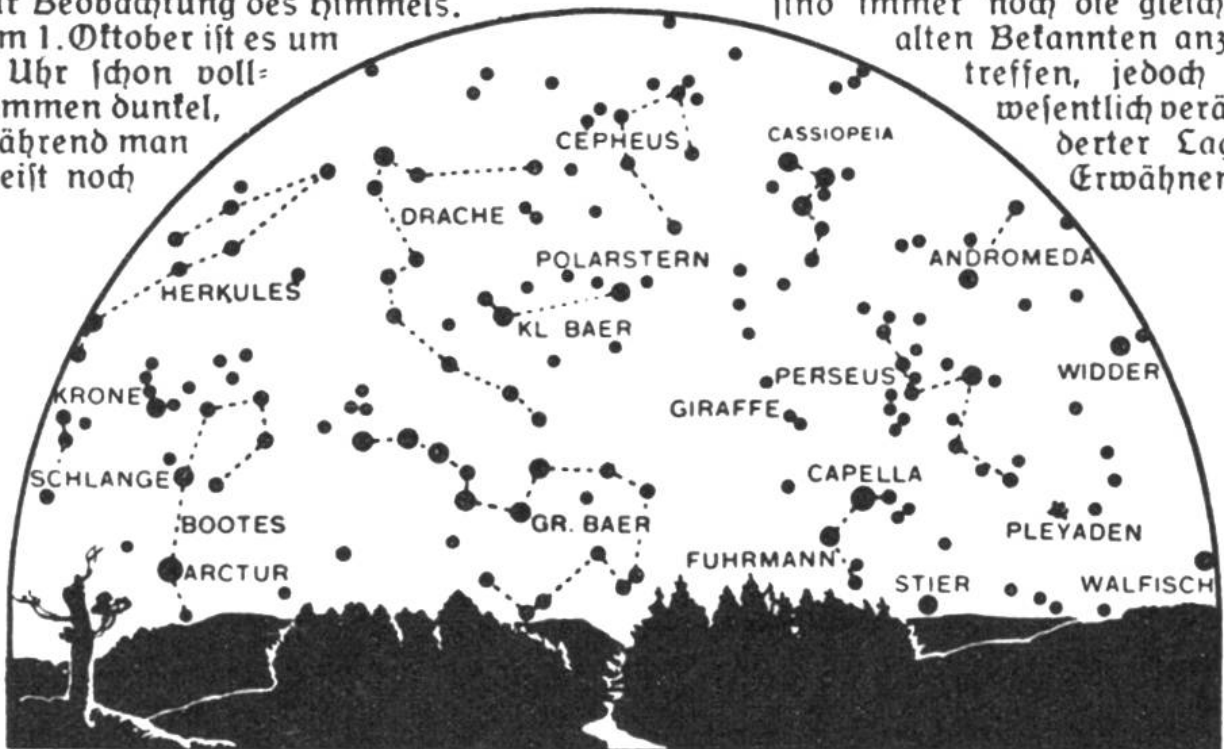 Beobachtung des Himmels.
m 1. Oktober ist es um
Uhr schon voll=
mmen dunkel,
ährend man
eist noch
sind immer noch die gleich
alten Bekannten anz
treffen, jedoch
wesentlich verä
derter Lag
Erwähnen
CEPHEUS
CASSIOPEIA
DRACHE
POLARSTERN
ANDROMEDA
HERKULES
KL BAER
KRONE
PERSEUS
WIDDER
GIRAFFE
SCHLANGE
CAPELLA
BOOTES
GR. BAER
PLEYADEN
ARCTUR
FUHRMANN
STIER
WALFISCH